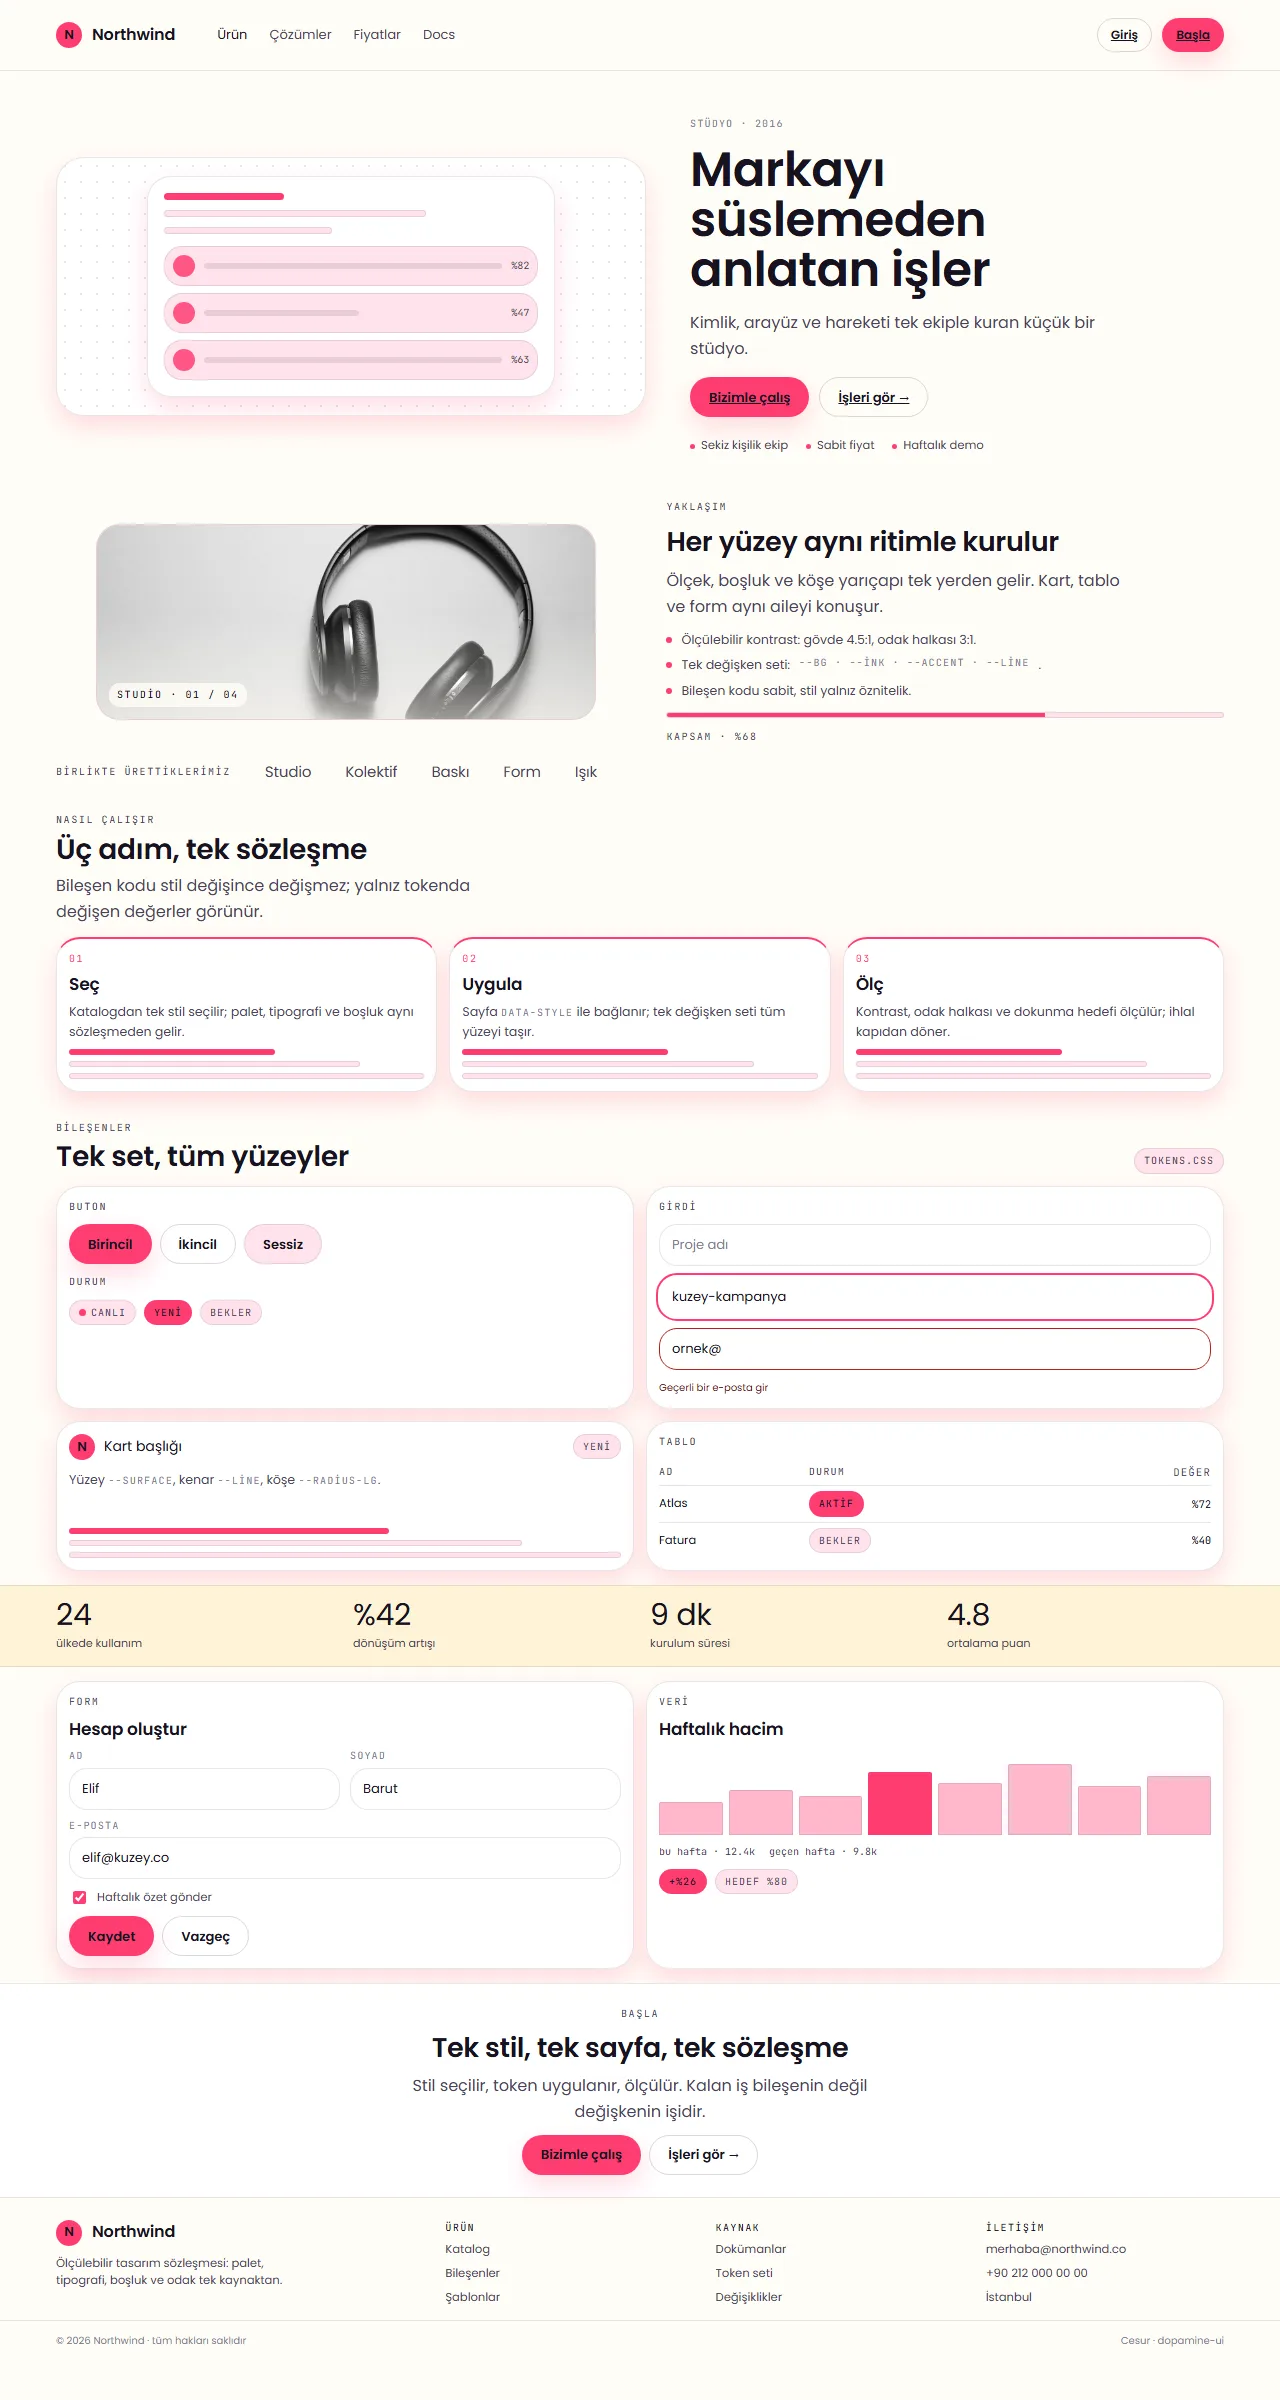 N Northwind Ürün Çözümler Fiyatlar Docs Giriş Başla
STÜDYO · 2016
Markayı
süslemeden
anlatan işler
Kimlik, arayüz ve hareketi tek ekiple kuran küçük bir
stüdyo.
Bizimle çalış İşleri gör →
Sekiz kişilik ekip Sabit fiyat Haftalık demo
%82
%47
%63
STUDİO · 01 / 04
YAKLAŞIM
Her yüzey aynı ritimle kurulur
Ölçek, boşluk ve köşe yarıçapı tek yerden gelir. Kart, tablo
ve form aynı aileyi konuşur.
Ölçülebilir kontrast: gövde 4.5:1, odak halkası 3:1.
Tek değişken seti: --BG · --İNK · --ACCENT · --LİNE .
Bileşen kodu sabit, stil yalnız öznitelik.
KAPSAM · %68
BİRLİKTE ÜRETTİKLERİMİZ Studio Kolektif Baskı Form Işık
NASIL ÇALIŞIR
Üç adım, tek sözleşme
Bileşen kodu stil değişince değişmez; yalnız tokenda
değişen değerler görünür.
01
Seç
Katalogdan tek stil seçilir; palet, tipografi ve boşluk aynı
sözleşmeden gelir.
02
Uygula
Sayfa DATA-STYLE ile bağlanır; tek değişken seti tüm
yüzeyi taşır.
03
Ölç
Kontrast, odak halkası ve dokunma hedefi ölçülür; ihlal
kapıdan döner.
BİLEŞENLER
Tek set, tüm yüzeyler
TOKENS.CSS
BUTON
Birincil İkincil Sessiz
DURUM
CANLI YENİ BEKLER
GİRDİ
Proje adı
kuzey-kampanya
ornek@
Geçerli bir e-posta gir
N Kart başlığı YENİ
Yüzey --SURFACE, kenar --LİNE, köşe --RADİUS-LG.
TABLO
AD DURUM DEĞER
Atlas AKTİF %72
Fatura BEKLER %40
24 %42 9 dk 4.8
ülkede kullanım dönüşüm artışı kurulum süresi ortalama puan
FORM
Hesap oluştur
AD SOYAD
Elif Barut
E-POSTA
elif@kuzey.co
Haftalık özet gönder
Kaydet Vazgeç
VERİ
Haftalık hacim
bu hafta · 12.4k geçen hafta · 9.8k
+%26 HEDEF %80
BAŞLA
Tek stil, tek sayfa, tek sözleşme
Stil seçilir, token uygulanır, ölçülür. Kalan iş bileşenin değil
değişkenin işidir.
Bizimle çalış İşleri gör →
N Northwind
Ölçülebilir tasarım sözleşmesi: palet,
tipografi, boşluk ve odak tek kaynaktan.
ÜRÜN
Katalog
Bileşenler
Şablonlar
KAYNAK
Dokümanlar
Token seti
Değişiklikler
İLETİŞİM
merhaba@northwind.co
+90 212 000 00 00
İstanbul
© 2026 Northwind · tüm hakları saklıdır Cesur · dopamine-ui